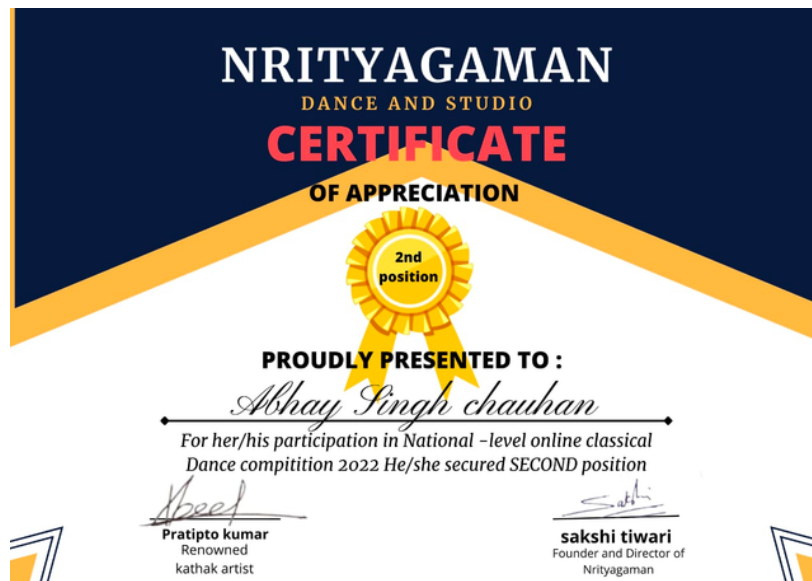 NRITYAGAMAN
DANCE AND STUDIO
CERTIFICATE
OF APPRECIATION
2nd
position
PROUDLY PRESENTED TO :
Abhay Singh chauhan
For her/his participation in National -level online classical
Dance compitition 2022 He/she secured SECOND position
Sakshi
Pratipto kumar
Renowned
kathak artist
sakshi tiwari
Founder and Director of
Nrityagaman